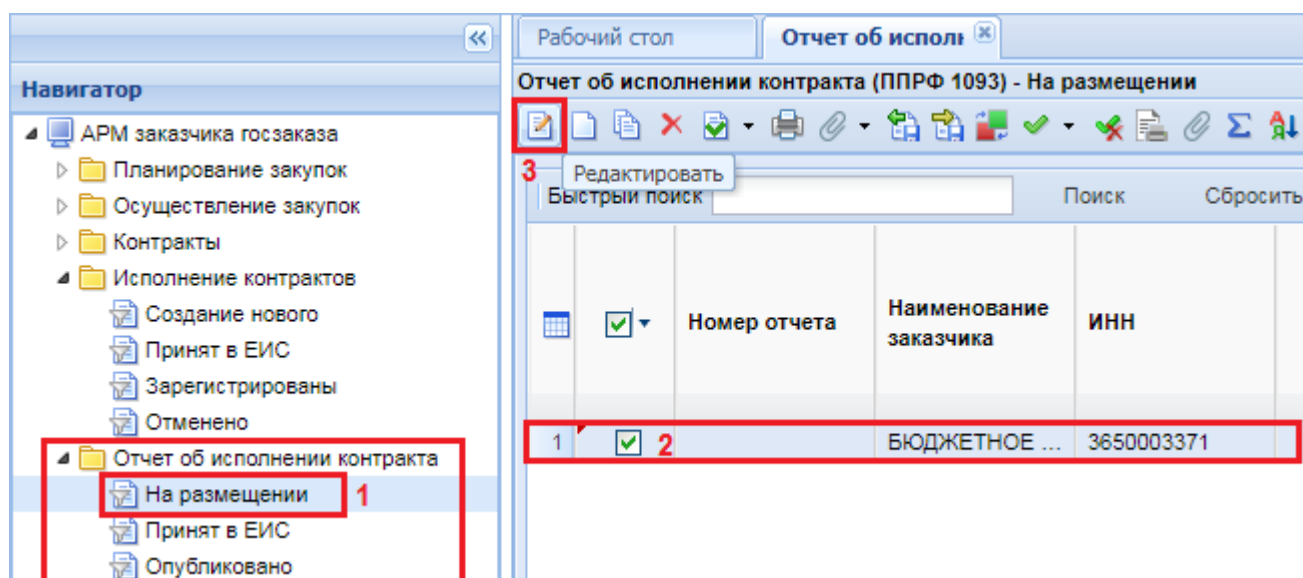 Рабочий стол
Отчет об исполн
Навигатор
Отчет об исполнении контракта (ППРФ 1093) - На размещении
АРМ заказчика госзаказа
Планирование закупок
Осуществление закупок
Контракты
Исполнение контрактов
Создание нового
Принят в ЕИС
Зарегистрированы
Отменено
Отчет об исполнении контракта
На размещении 1
Принят в ЕИС
Опубликовано
3 Редактировать
Быстрый поиск Поиск Сбросить
Номер отчета
Наименование заказчика
ИНН
1 2 БЮДЖЕТНОЕ ... 3650003371